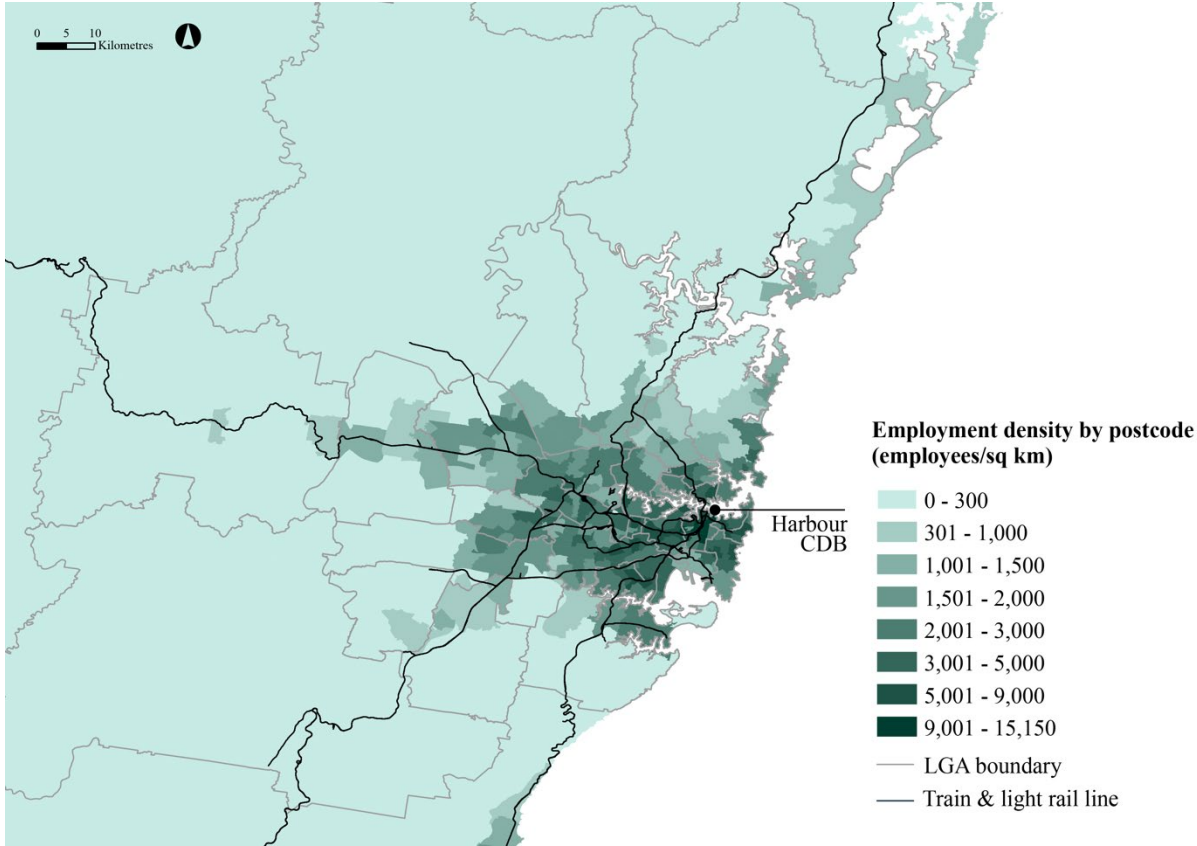 0 5 10
Kilometres
Harbour
CDB
Employment density by postcode
(employees/sq km)
0 - 300
301 - 1,000
1,001 - 1,500
1,501 - 2,000
2,001 - 3,000
3,001 - 5,000
5,001 - 9,000
9,001 - 15,150
LGA boundary
Train & light rail line